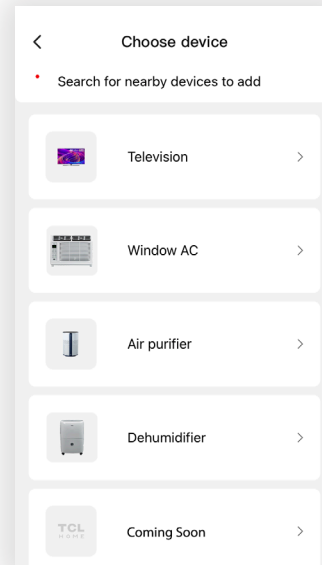 Choose device
Search for nearby devices to add
Television
Window AC
Air purifier
Dehumidifier
TCL
HOME
Coming Soon